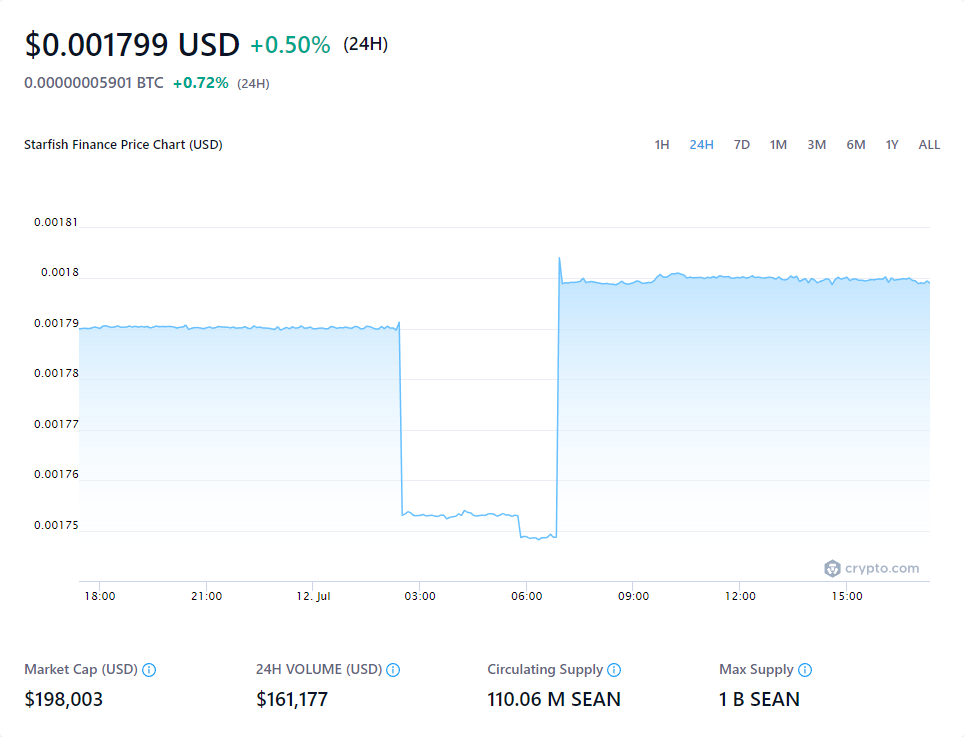 $0.001799 USD +0.50% (24H)
0.00000005901 BTC +0.72% (24H)
Starfish Finance Price Chart (USD) 1H 24H 7D 1M 3M 6M 1Y ALL
0.00181
0.0018
0.00179
0.00178
0.00177
0.00176
0.00175
crypto.com
18:00 21:00 12. Jul 03:00 06:00 09:00 12:00 15:00
Market Cap (USD) 24H VOLUME (USD) Circulating Supply Max Supply
$198,003 $161,177 110.06 M SEAN 1 B SEAN